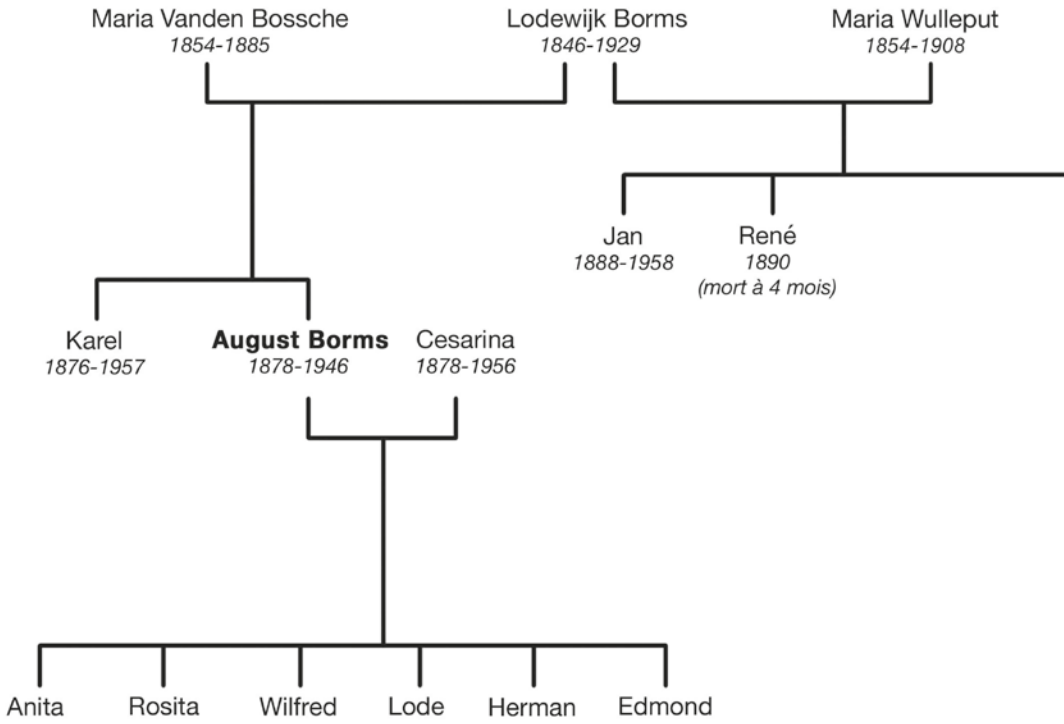 Maria Vanden Bossche
1854-1885
Lodewijk Borms
1846-1929
Maria Wulleput
1854-1908
Jan
1888-1958
René
1890
(mort à 4 mois)
Karel
1876-1957
August Borms
1878-1946
Cesarina
1878-1956
Anita
Rosita
Wilfred
Lode
Herman
Edmond